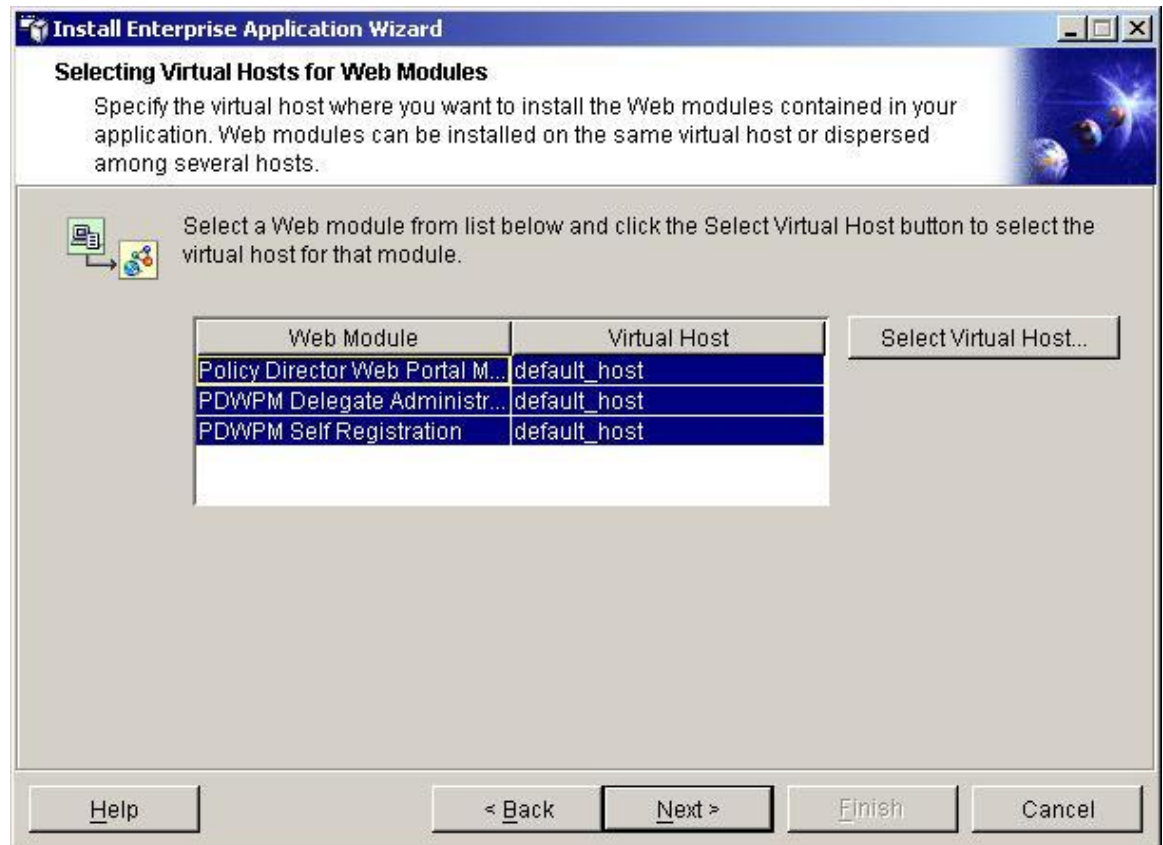 Install Enterprise Application Wizard
Selecting Virtual Hosts for Web Modules
Specify the virtual host where you want to install the Web modules contained in your
application. Web modules can be installed on the same virtual host or dispersed
among several hosts.
Select a Web module from list below and click the Select Virtual Host button to select the
virtual host for that module.
Web Module Virtual Host Select Virtual Host...
Policy Director Web Portal M... default_host
PDWPM Delegate Administr... default_host
PDWPM Self Registration default_host
Help < Back Next > Finish Cancel